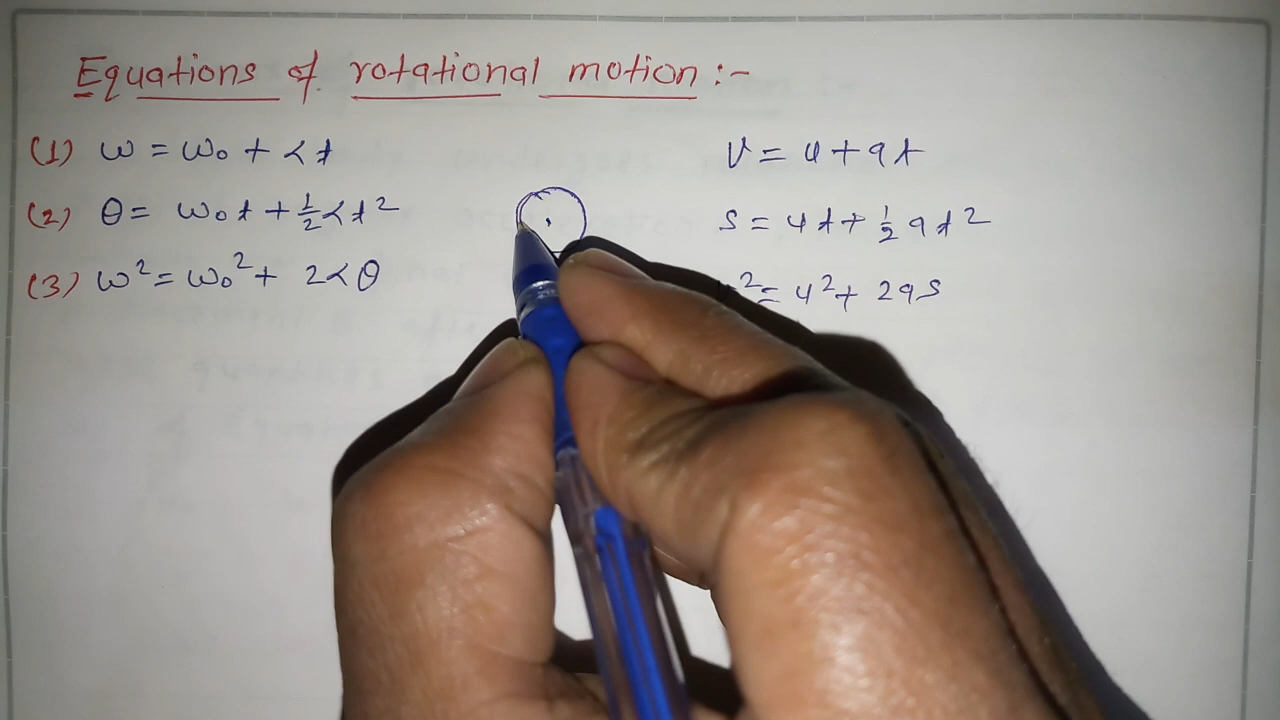 Equations of rotational motion :-
(1) ω = ω₀ + αt
v = u + at
(2) θ = ω₀t + ½αt²
s = ut + ½at²
(3) ω² = ω₀² + 2αθ
² = u² + 2as